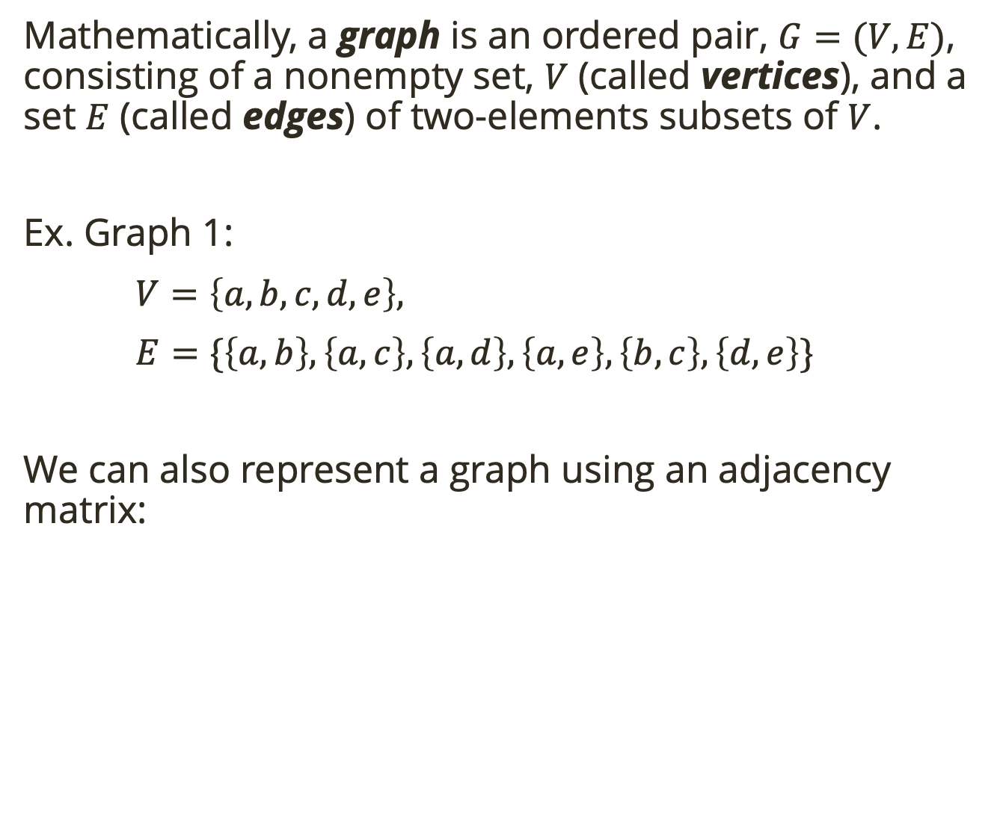 Mathematically, a graph is an ordered pair, G = (V, E),
consisting of a nonempty set, V (called vertices), and a
set E (called edges) of two-elements subsets of V.
Ex. Graph 1:
V = {a, b, c, d, e},
E = {{a, b}, {a, c}, {a, d}, {a, e}, {b, c}, {d, e}}
We can also represent a graph using an adjacency
matrix: